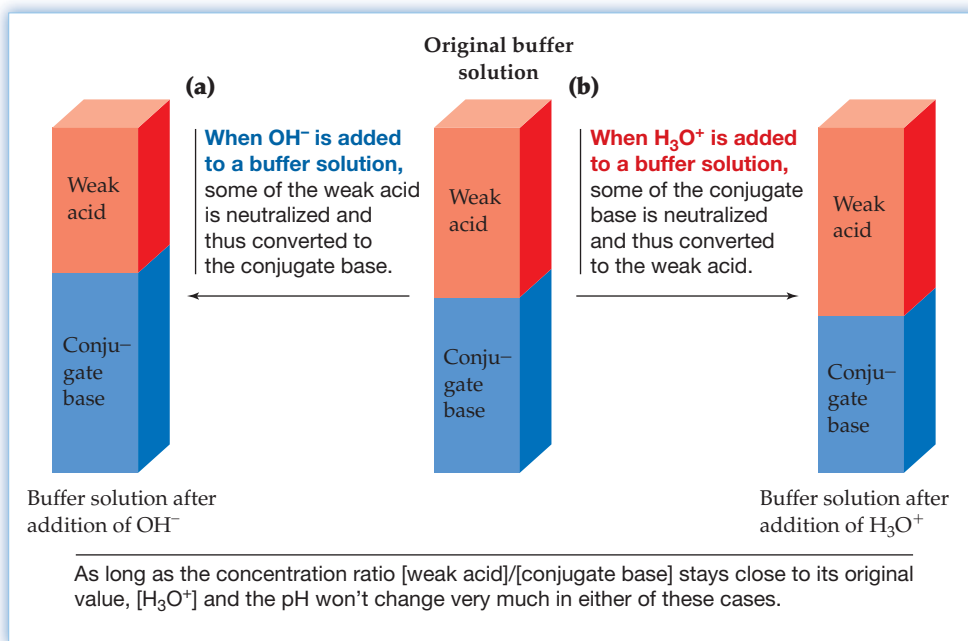 Original buffer
solution
(a)
When OH⁻ is added
to a buffer solution,
some of the weak acid
is neutralized and
thus converted to
the conjugate base.
(b)
When H₃O⁺ is added
to a buffer solution,
some of the conjugate
base is neutralized
and thus converted
to the weak acid.
Weak
acid
Conju–
gate
base
Weak
acid
Conju–
gate
base
Weak
acid
Conju–
gate
base
Buffer solution after
addition of OH⁻
Buffer solution after
addition of H₃O⁺
As long as the concentration ratio [weak acid]/[conjugate base] stays close to its original
value, [H₃O⁺] and the pH won’t change very much in either of these cases.